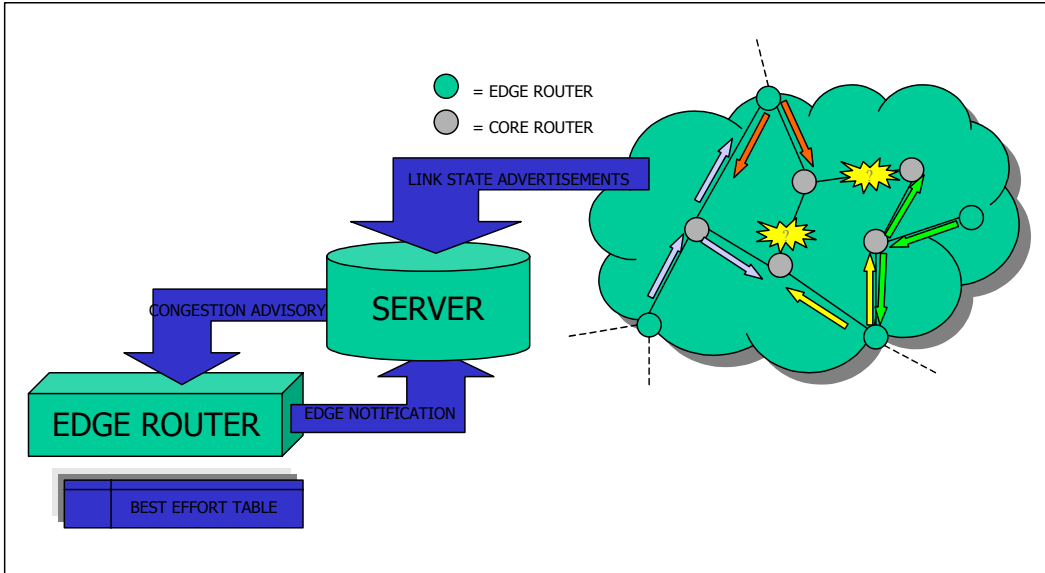 = EDGE ROUTER
= CORE ROUTER
LINK STATE ADVERTISEMENTS
?
?
SERVER
CONGESTION ADVISORY
EDGE ROUTER
EDGE NOTIFICATION
BEST EFFORT TABLE